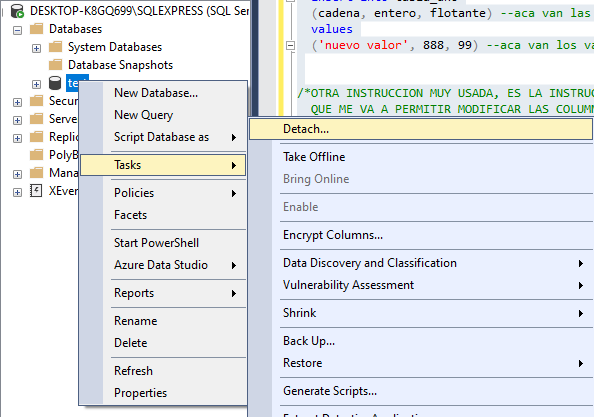 DESKTOP-K8GQ699\SQLEXPRESS (SQL Ser
Databases
System Databases
Database Snapshots
Secur
Serve
Replic
PolyB
Mana
XEver
New Database...
New Query
Script Database as
Tasks
Policies
Facets
Start PowerShell
Azure Data Studio
Reports
Rename
Delete
Refresh
Properties
Detach...
Take Offline
Bring Online
Enable
Encrypt Columns...
Data Discovery and Classification
Vulnerability Assessment
Shrink
Back Up...
Restore
Generate Scripts...
(cadena, entero, flotante) --aca van las
values
('nuevo valor', 888, 99) --aca van los va
/*OTRA INSTRUCCION MUY USADA, ES LA INSTRUC
QUE ME VA A PERMITIR MODIFICAR LAS COLUMN